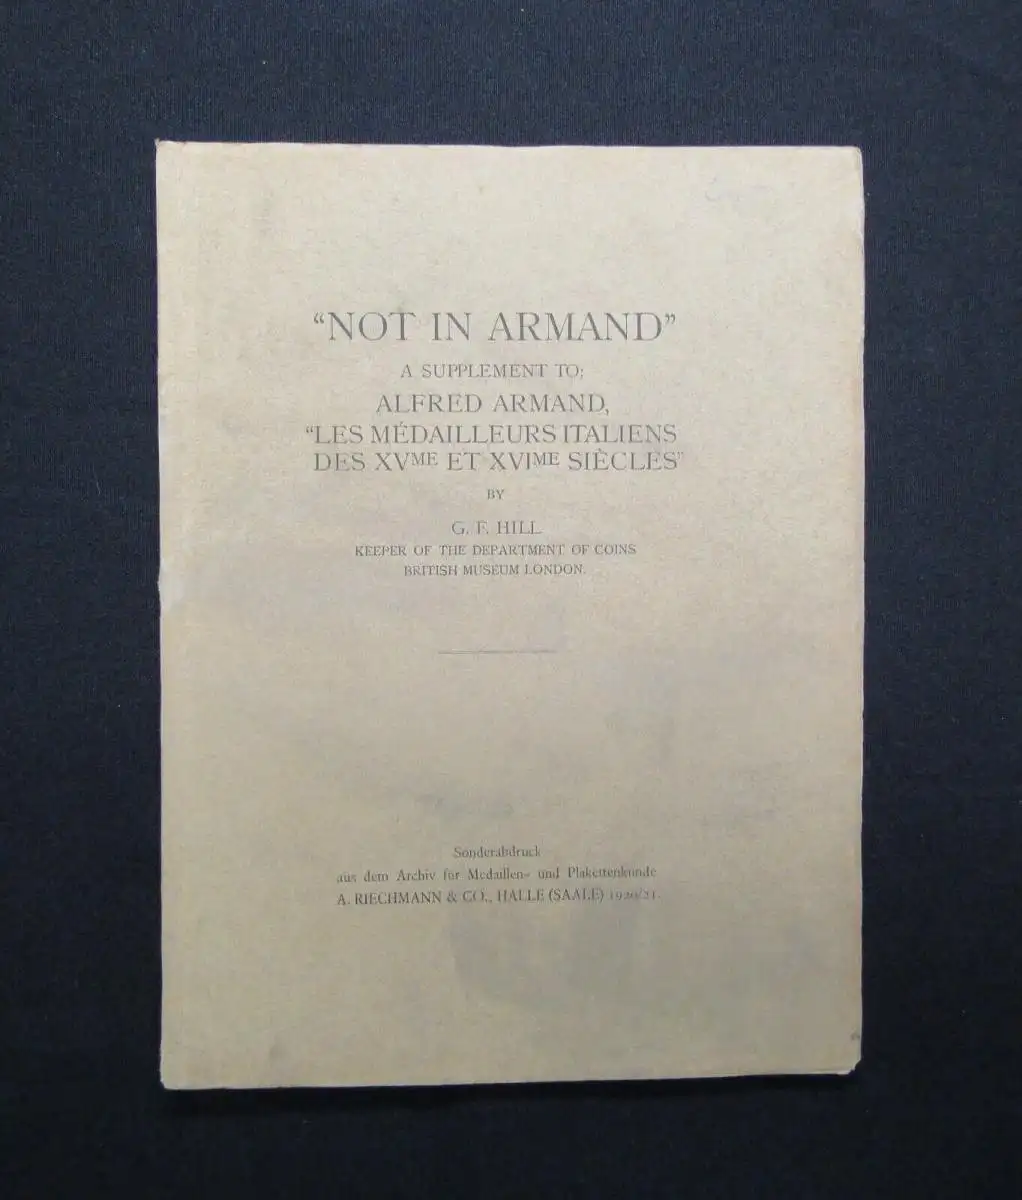 “NOT IN ARMAND”
A SUPPLEMENT TO:
ALFRED ARMAND,
“LES MÉDAILLEURS ITALIENS
DES XVME ET XVIME SIÈCLES”
BY
G. F. HILL
KEEPER OF THE DEPARTMENT OF COINS
BRITISH MUSEUM LONDON.
Sonderabdruck
aus dem Archiv für Medaillen- und Plakettenkunde
A. RIECHMANN & CO., HALLE (SAALE) 1920/21.